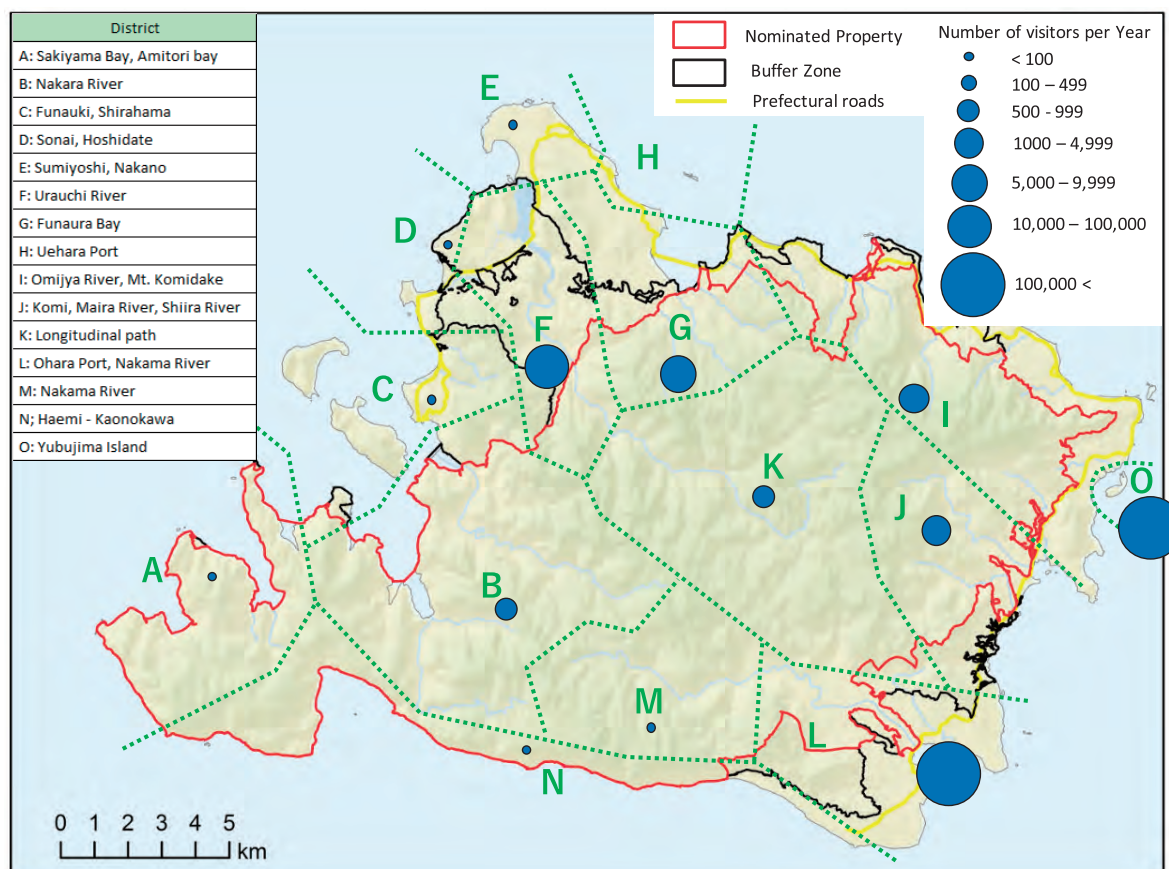 District
A: Sakiyama Bay, Amitori bay
B: Nakara River
C: Funauki, Shirahama
D: Sonai, Hoshidate
E: Sumiyoshi, Nakano
F: Urauchi River
G: Funaura Bay
H: Uehara Port
I: Omijya River, Mt. Komidake
J: Komi, Maira River, Shiira River
K: Longitudinal path
L: Ohara Port, Nakama River
M: Nakama River
N; Haemi - Kaonokawa
O: Yubujima Island
Nominated Property
Buffer Zone
Prefectural roads
Number of visitors per Year
< 100
100 – 499
500 - 999
1000 – 4,999
5,000 – 9,999
10,000 – 100,000
100,000 <
E
H
D
F
G
C
I
K
O
J
A
B
M
L
N
0 1 2 3 4 5
km